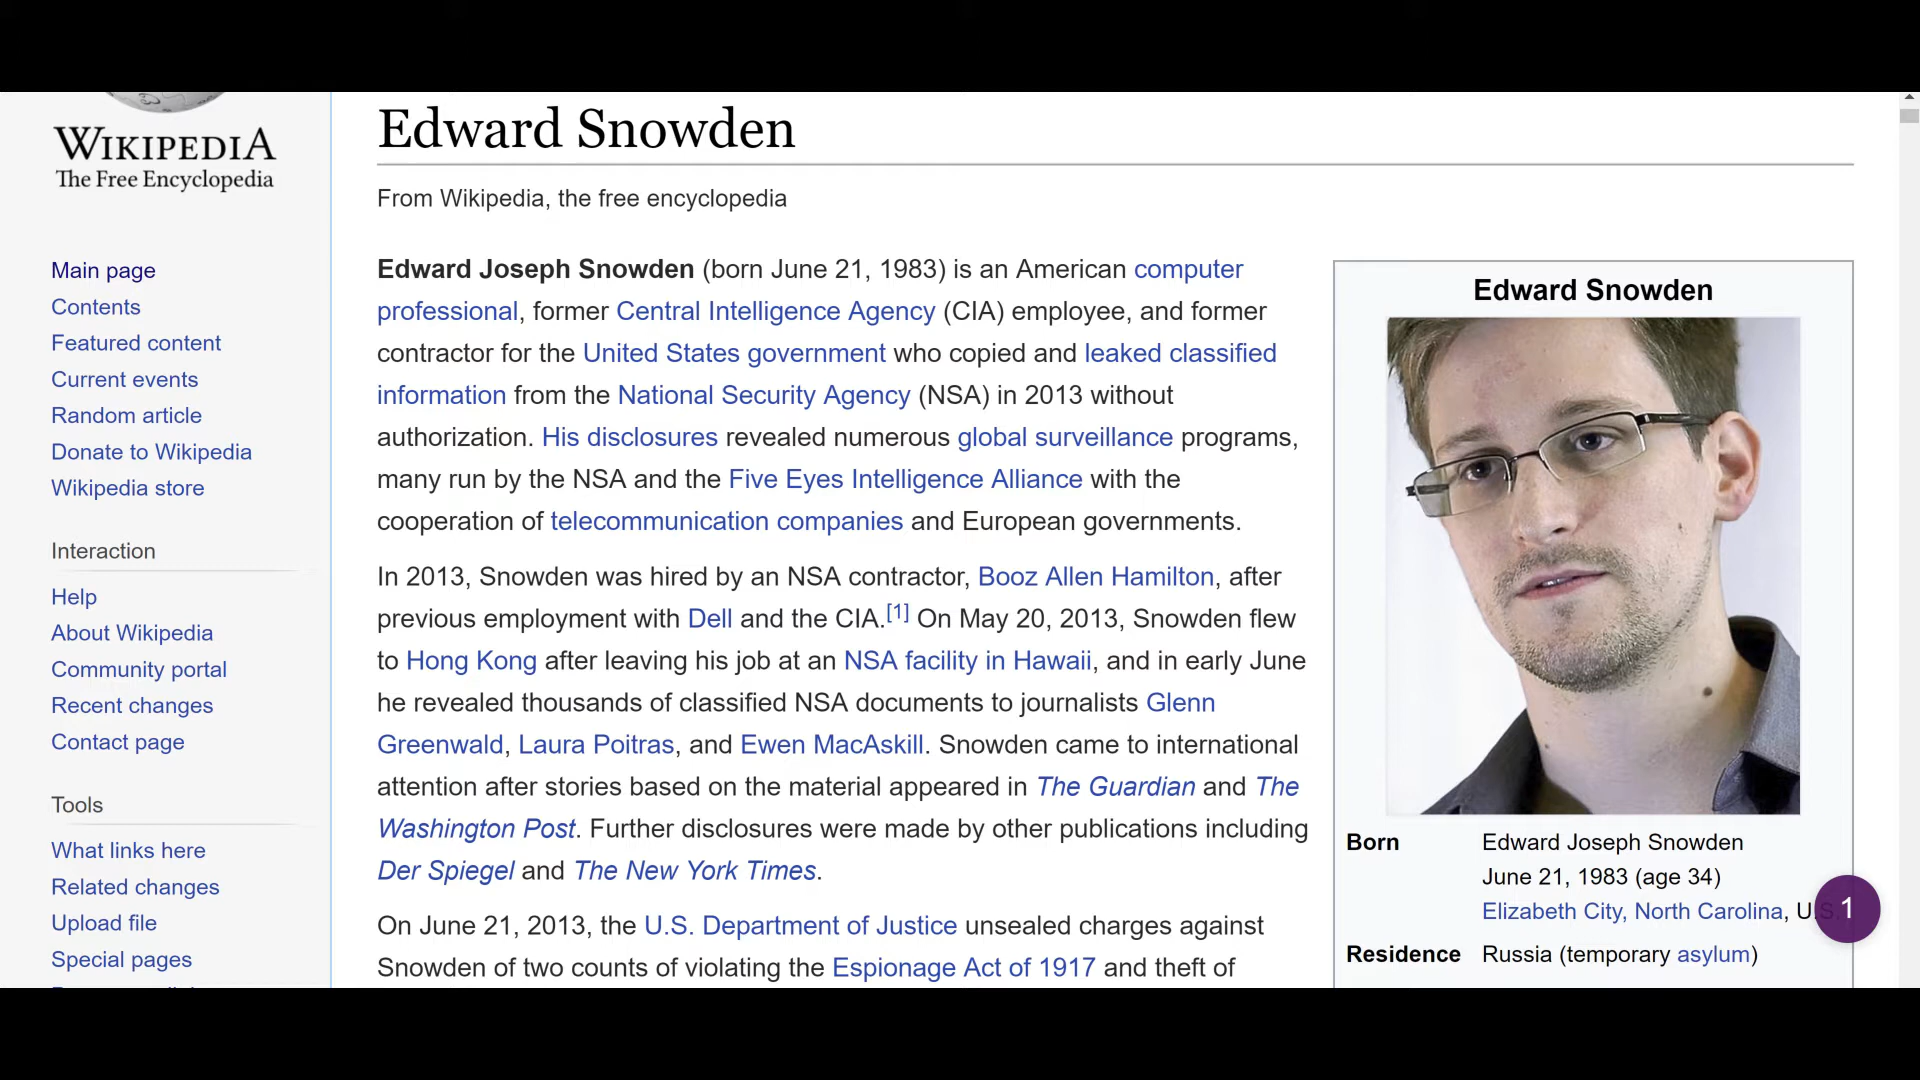 WIKIPEDIA
The Free Encyclopedia
Main page
Contents
Featured content
Current events
Random article
Donate to Wikipedia
Wikipedia store
Interaction
Help
About Wikipedia
Community portal
Recent changes
Contact page
Tools
What links here
Related changes
Upload file
Special pages
Edward Snowden
From Wikipedia, the free encyclopedia
Edward Joseph Snowden (born June 21, 1983) is an American computer
professional, former Central Intelligence Agency (CIA) employee, and former
contractor for the United States government who copied and leaked classified
information from the National Security Agency (NSA) in 2013 without
authorization. His disclosures revealed numerous global surveillance programs,
many run by the NSA and the Five Eyes Intelligence Alliance with the
cooperation of telecommunication companies and European governments.
In 2013, Snowden was hired by an NSA contractor, Booz Allen Hamilton, after
previous employment with Dell and the CIA.[1] On May 20, 2013, Snowden flew
to Hong Kong after leaving his job at an NSA facility in Hawaii, and in early June
he revealed thousands of classified NSA documents to journalists Glenn
Greenwald, Laura Poitras, and Ewen MacAskill. Snowden came to international
attention after stories based on the material appeared in The Guardian and The
Washington Post. Further disclosures were made by other publications including
Der Spiegel and The New York Times.
On June 21, 2013, the U.S. Department of Justice unsealed charges against
Snowden of two counts of violating the Espionage Act of 1917 and theft of
Edward Snowden
Born Edward Joseph Snowden
June 21, 1983 (age 34)
Elizabeth City, North Carolina, U.S.
1
Residence Russia (temporary asylum)